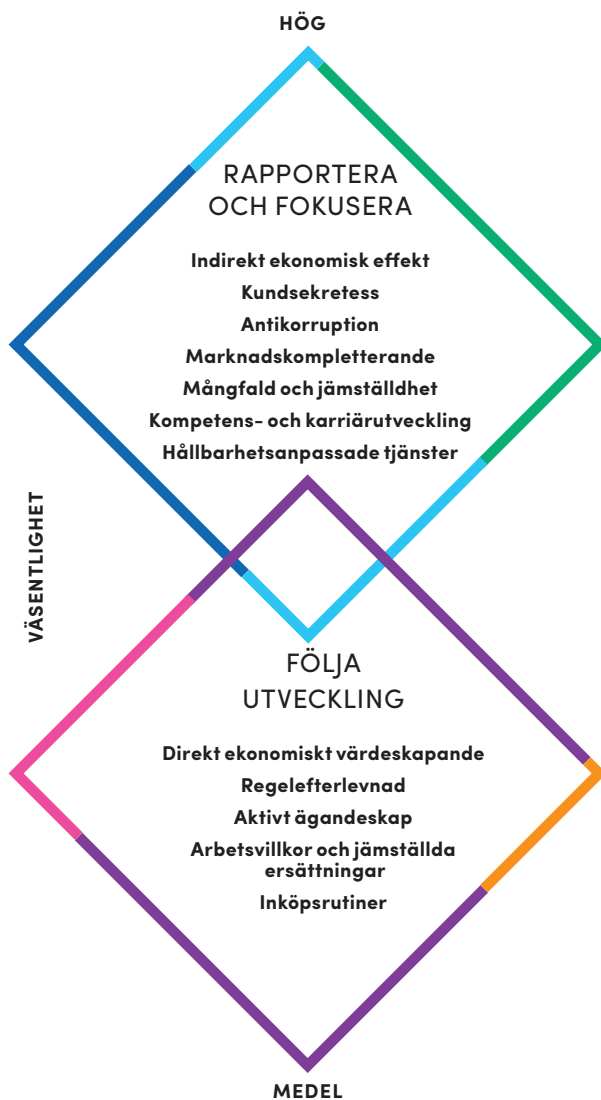 HÖG
RAPPORTERA
OCH FOKUSERA
Indirekt ekonomisk effekt
Kundsekretess
Antikorruption
Marknadskompletterande
Mångfald och jämställdhet
Kompetens- och karriärutveckling
Hållbarhetsanpassade tjänster
VÄSENTLIGHET
FÖLJA
UTVECKLING
Direkt ekonomiskt värdeskapande
Regelefterlevnad
Aktivt ägandeskap
Arbetsvillkor och jämställda
ersättningar
Inköpsrutiner
MEDEL